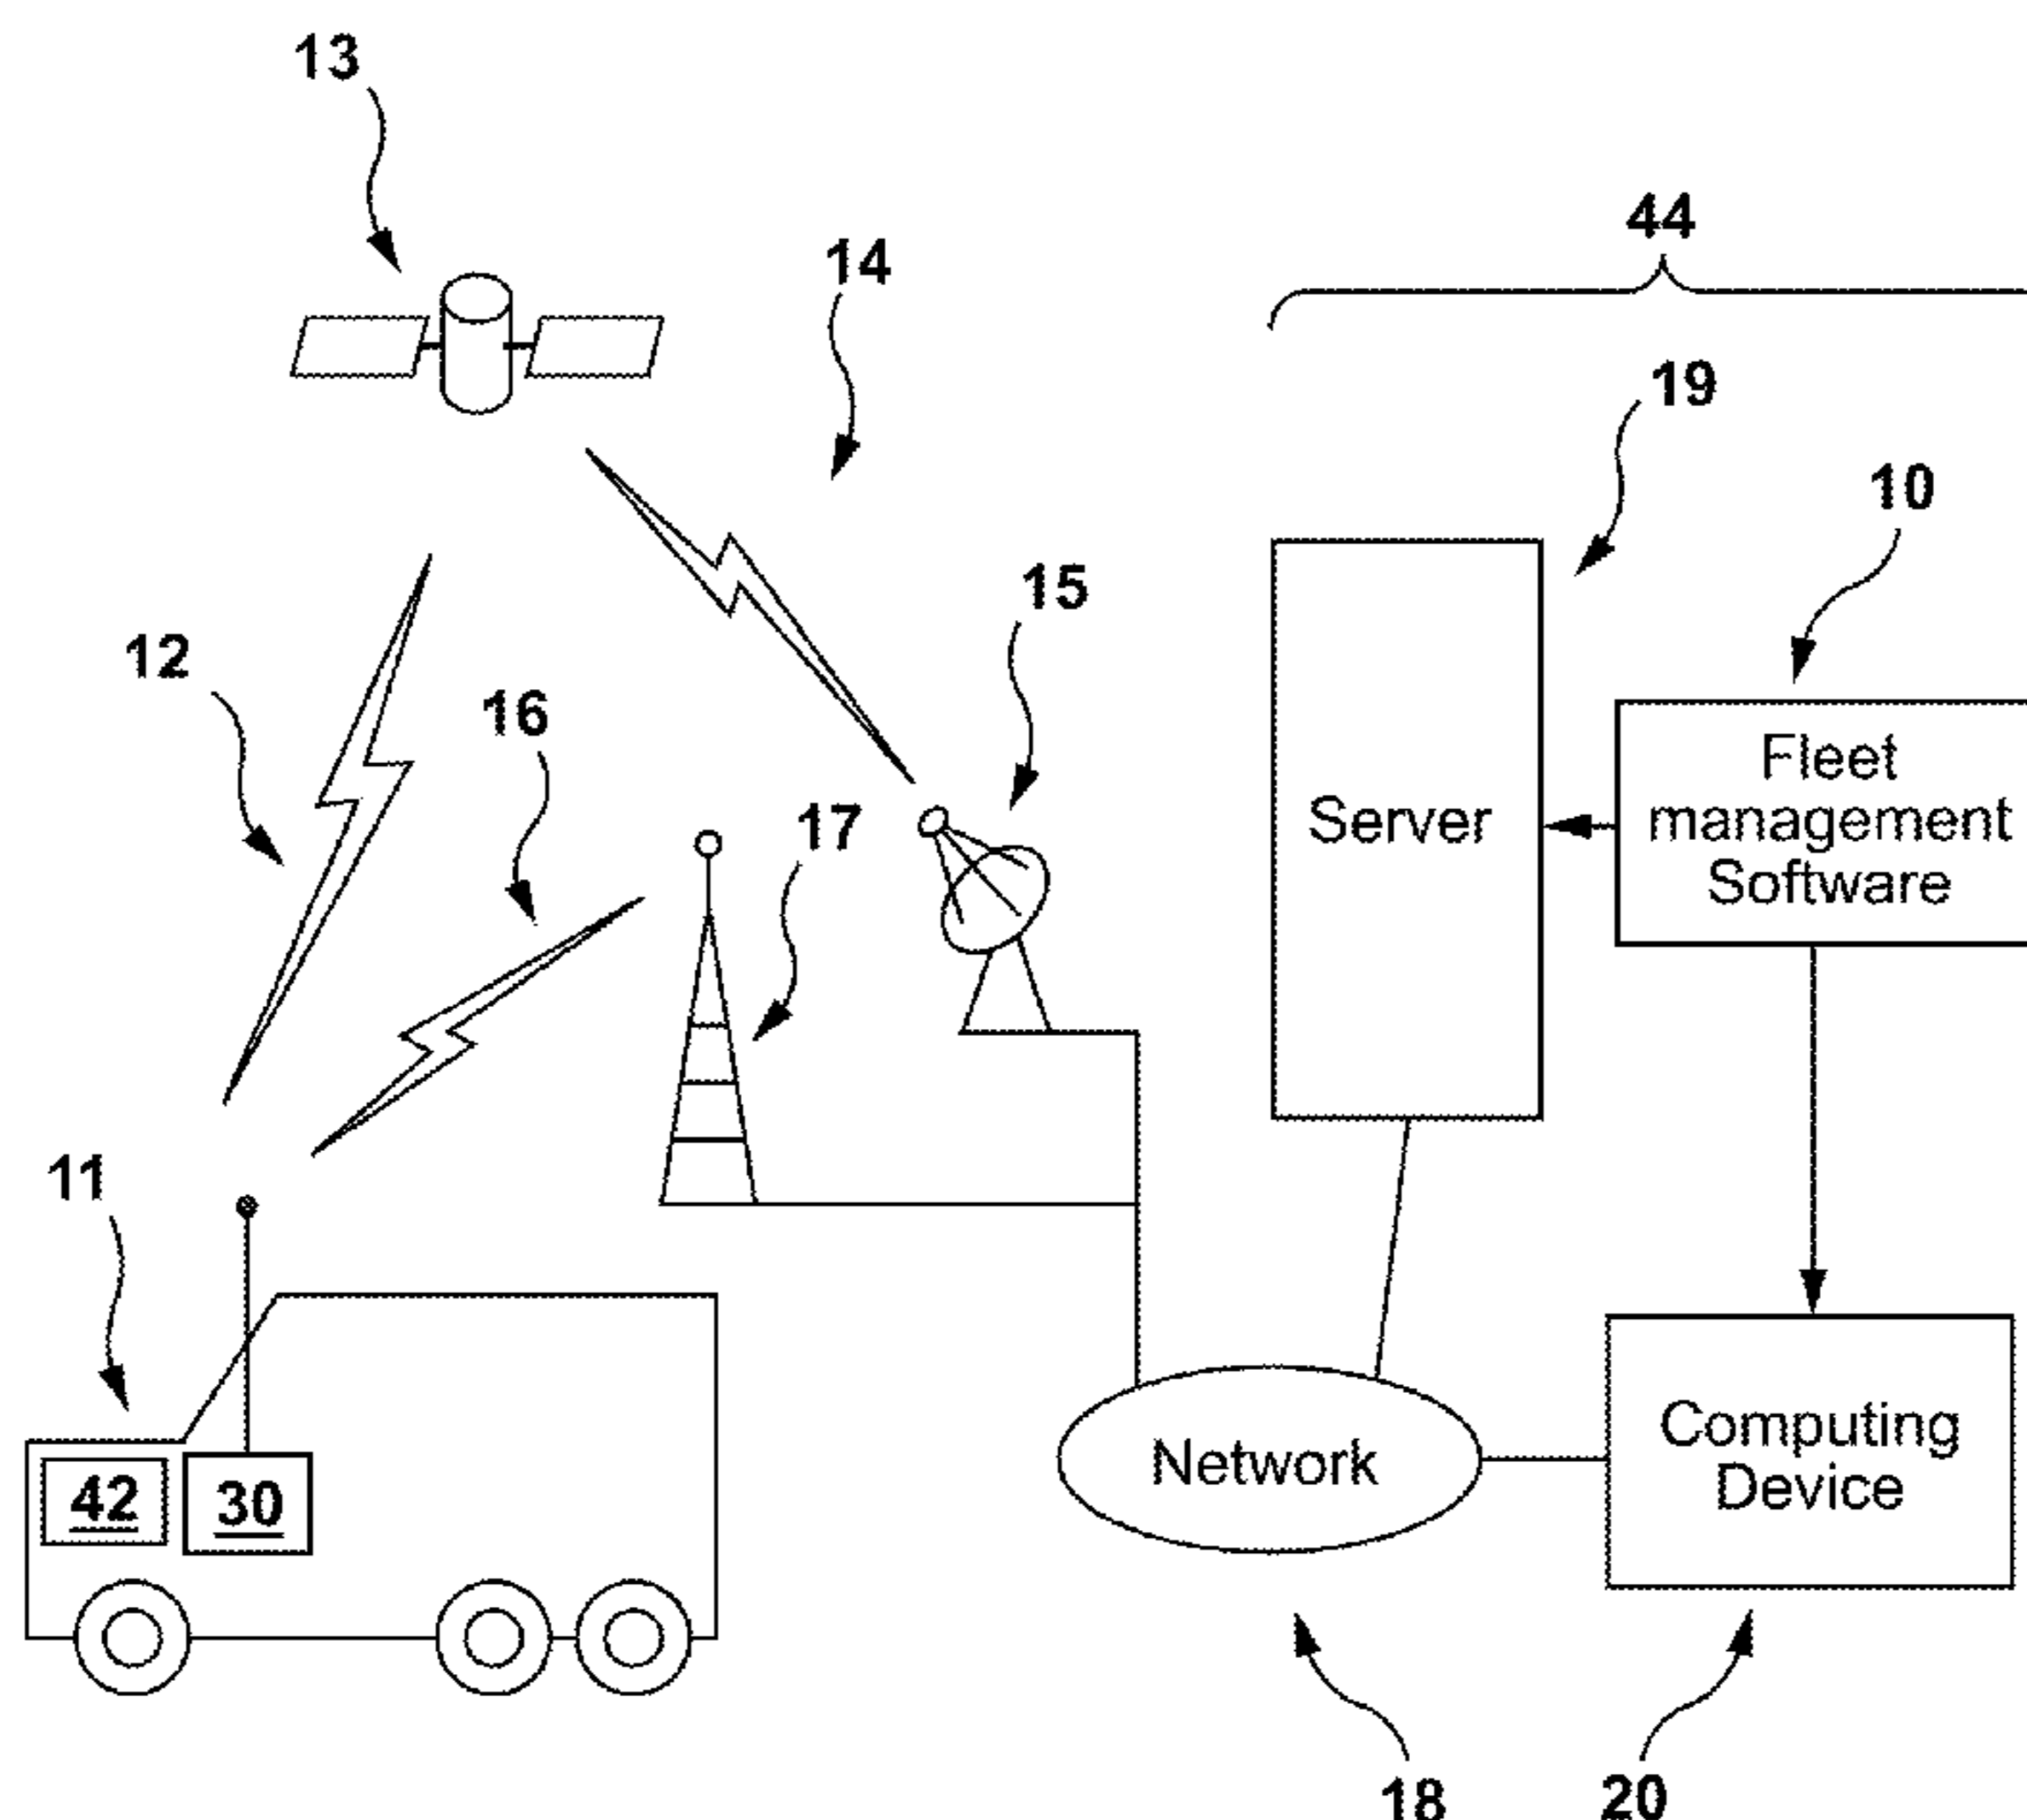 13
14
44
19
10
15
12
16
17
Fleet
management
Software
Server
11
42
30
Network
Computing
Device
18
20